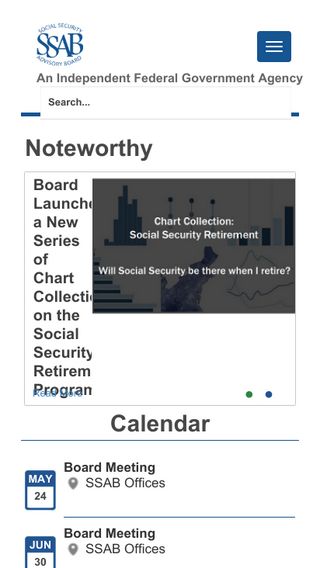 SOCIAL SECURITY
SSAB
ADVISORY BOARD
An Independent Federal Government Agency
Search...
Noteworthy
Board
Launche
a New
Series
of
Chart
Collectio
on the
Social
Security
Retirem
Program
Read More
Chart Collection:
Social Security Retirement
Will Social Security be there when I retire?
Calendar
MAY
24
Board Meeting
SSAB Offices
JUN
30
Board Meeting
SSAB Offices